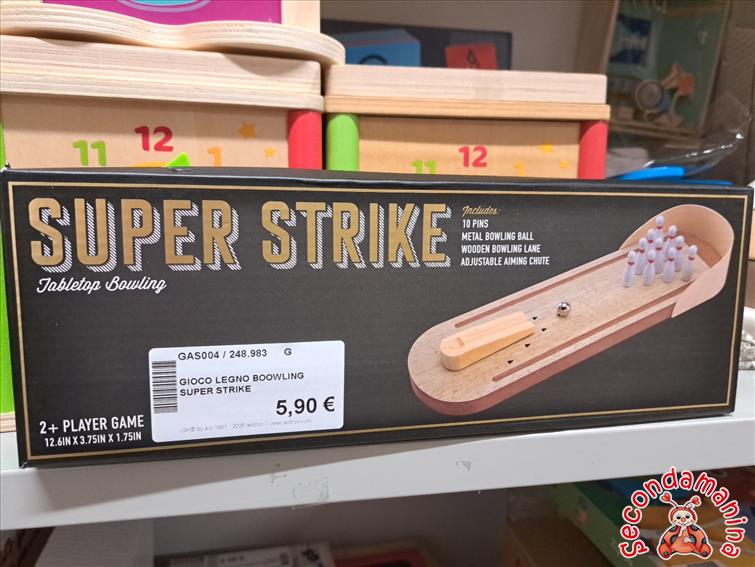 12
11
12
11
A
SUPER STRIKE
Tabletop Bowling
Includes:
10 PINS
METAL BOWLING BALL
WOODEN BOWLING LANE
ADJUSTABLE AIMING CHUTE
GAS004 / 248.983 G
GIOCO LEGNO BOOWLING
SUPER STRIKE
5,90 €
2+ PLAYER GAME
12.6IN X 3.75IN X 1.75IN
secondamanina